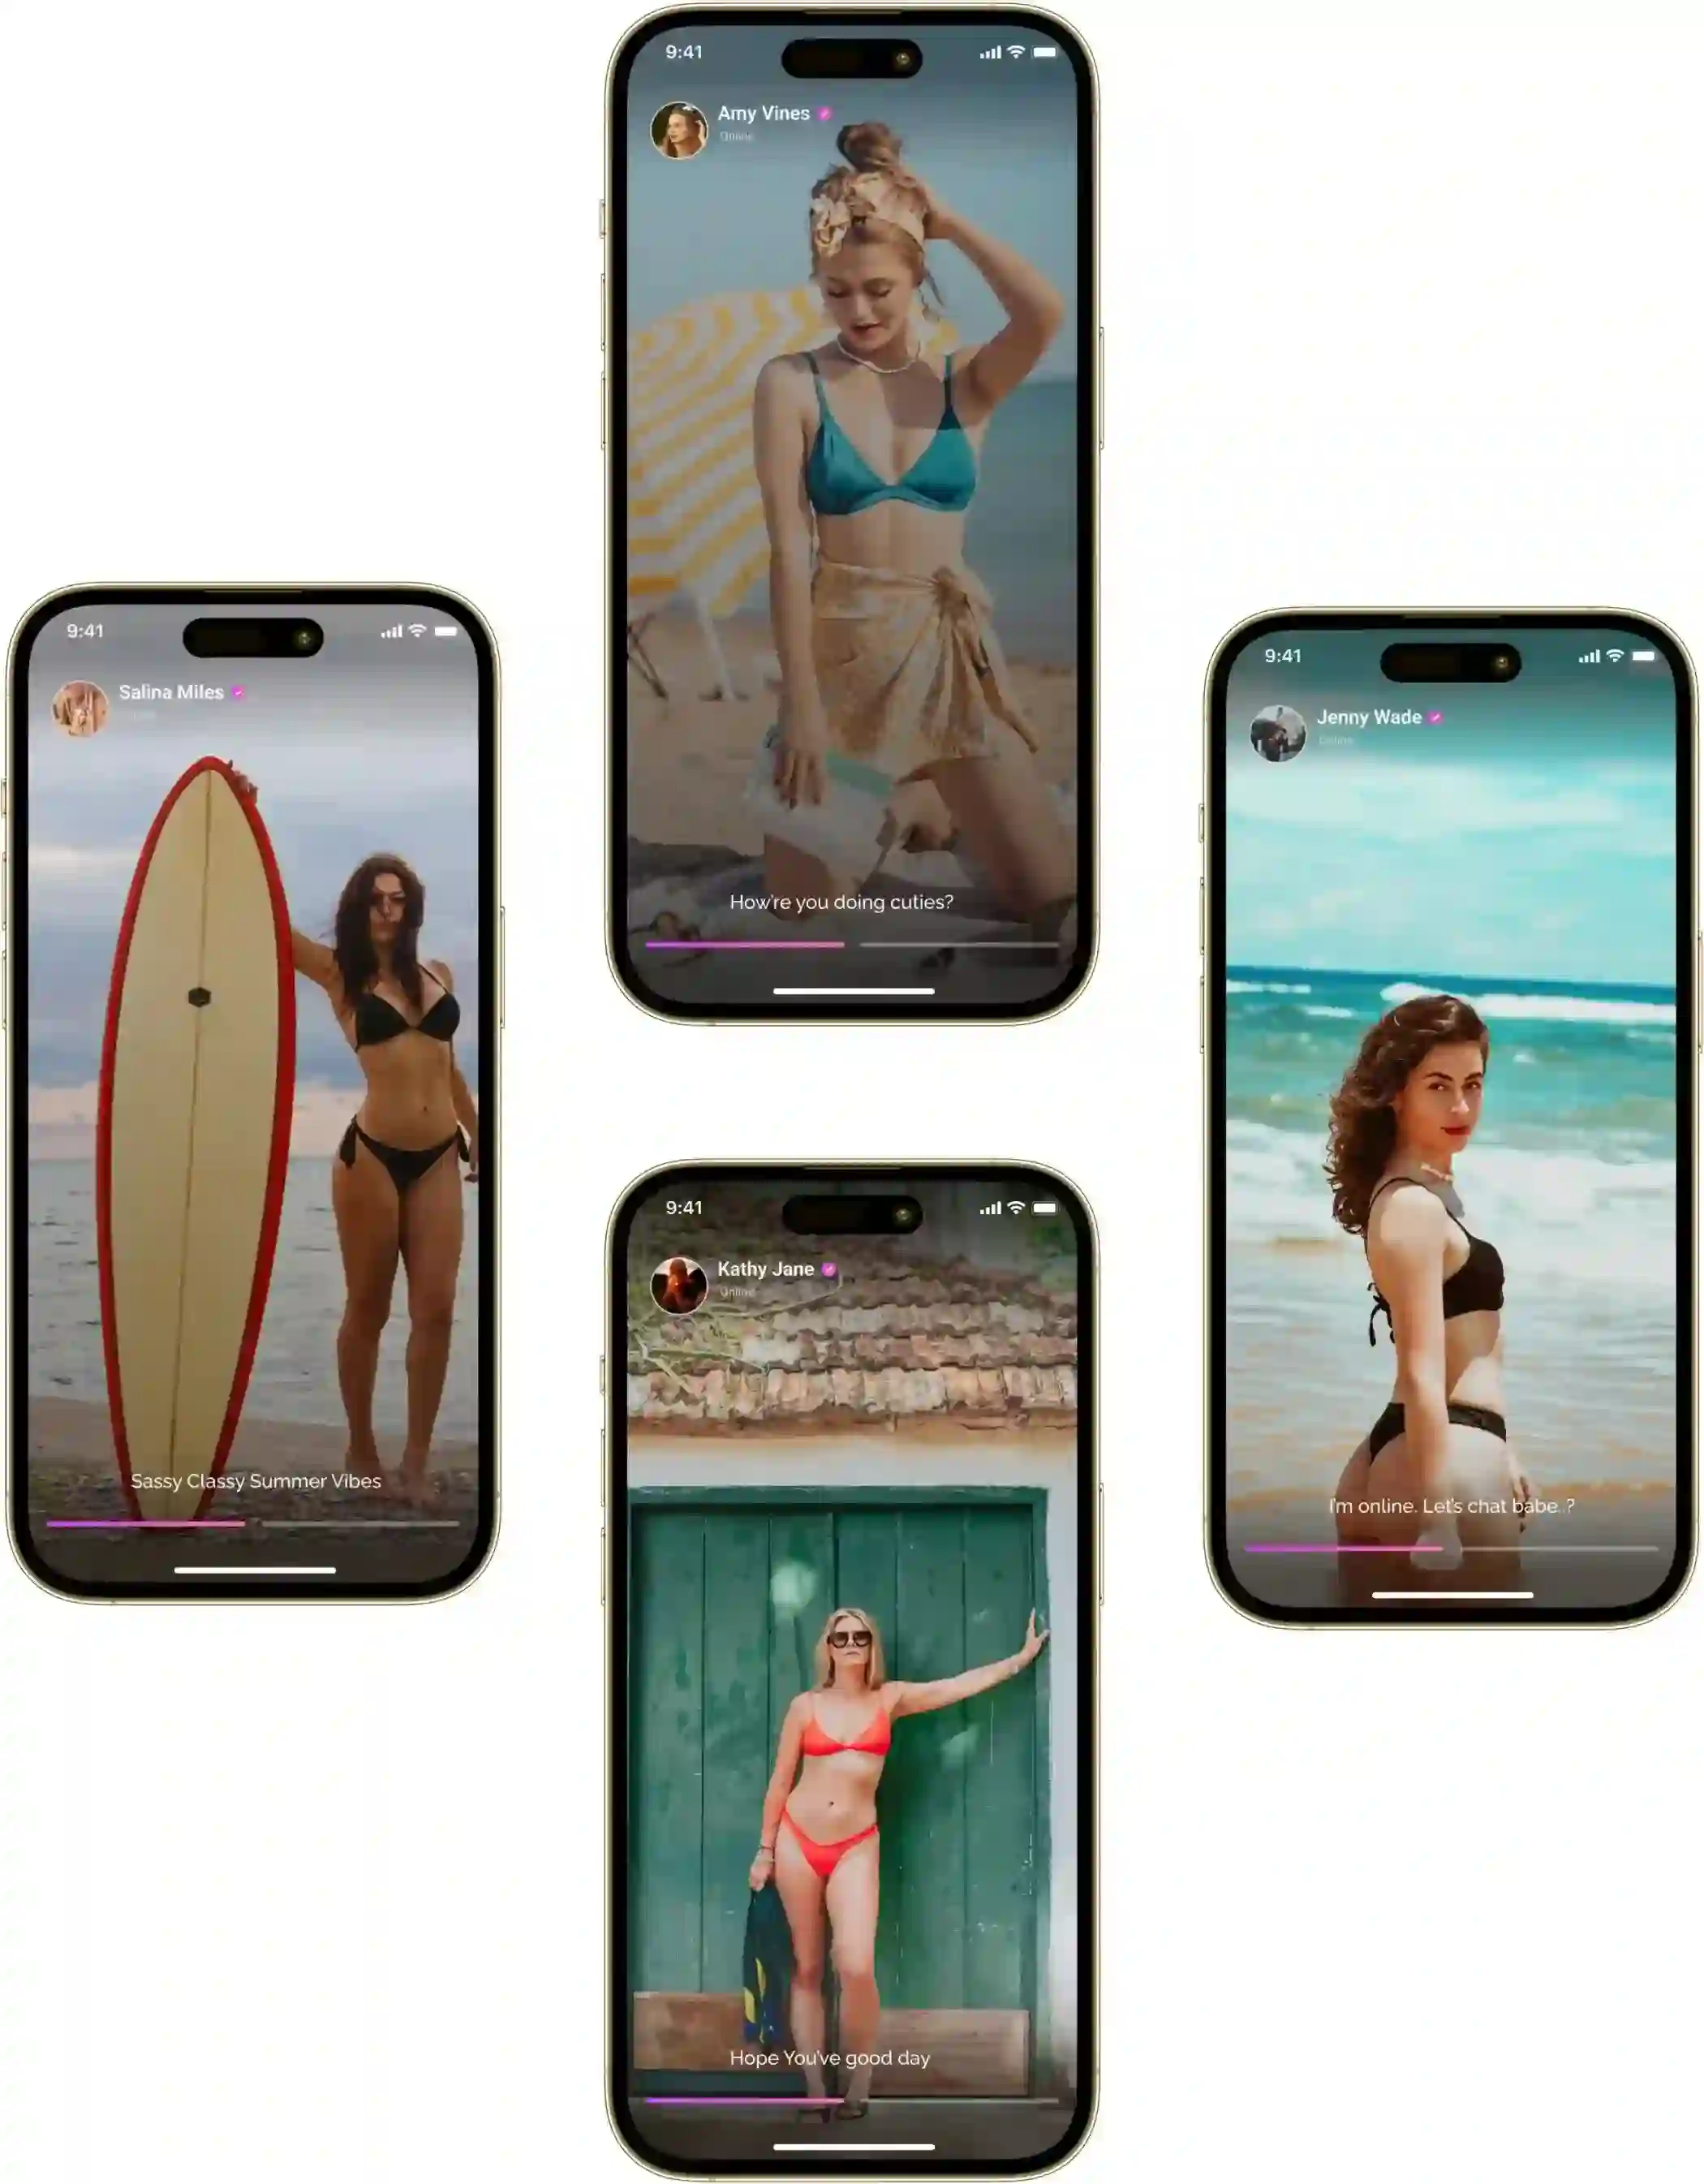 9:41
Amy Vines
Online
How're you doing cuties?
9:41
Salina Miles
Sassy Classy Summer Vibes
9:41
Jenny Wade
Online
I'm online. Let's chat babe..?
9:41
Kathy Jane
Online
Hope You've good day